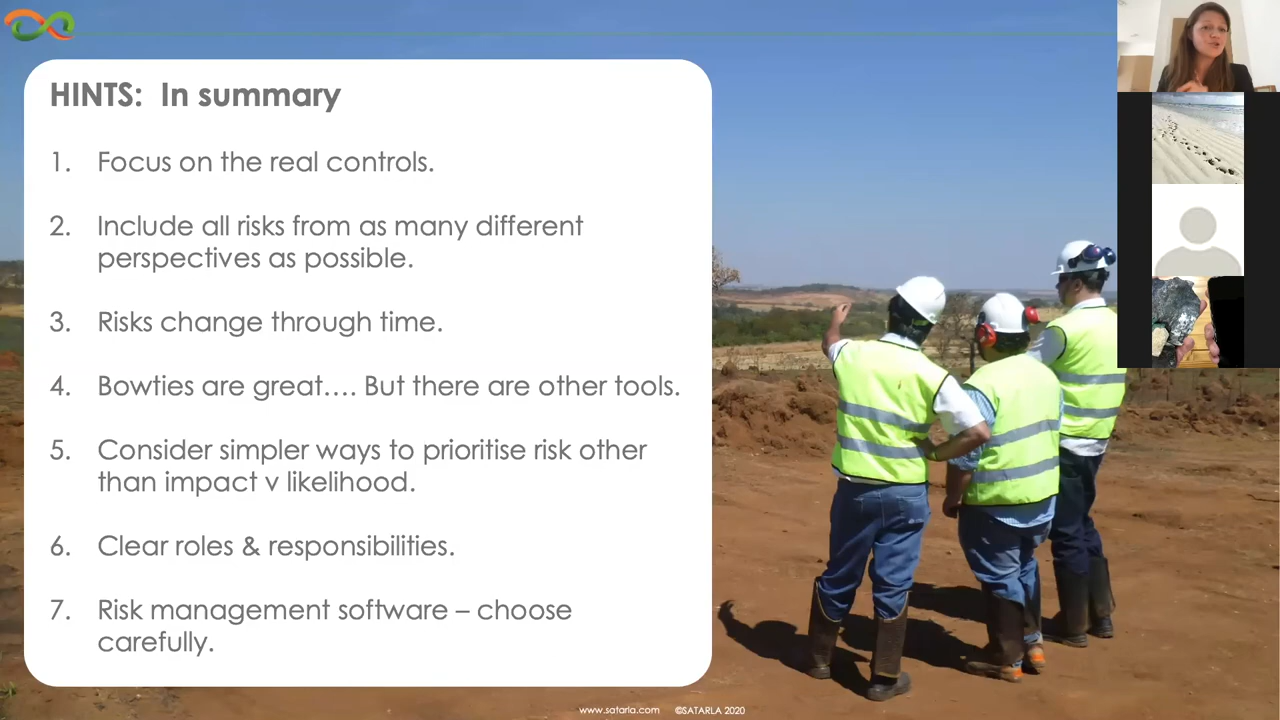 HINTS:  In summary
1. Focus on the real controls.
2. Include all risks from as many different
perspectives as possible.
3. Risks change through time.
4. Bowties are great…. But there are other tools.
5. Consider simpler ways to prioritise risk other
than impact v likelihood.
6. Clear roles & responsibilities.
7. Risk management software – choose
carefully.
www.satarla.com ©SATARLA 2020